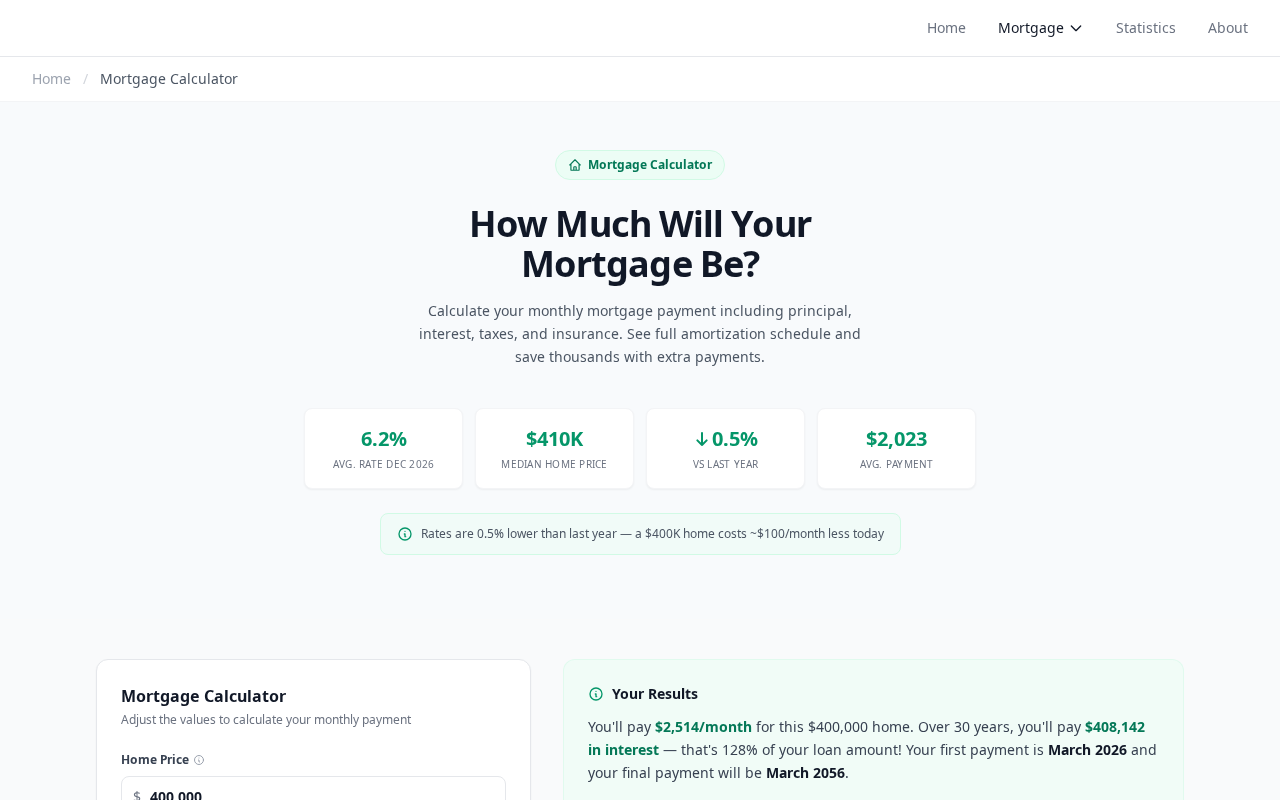 Home Mortgage Statistics About
Home / Mortgage Calculator
Mortgage Calculator
How Much Will Your
Mortgage Be?
Calculate your monthly mortgage payment including principal,
interest, taxes, and insurance. See full amortization schedule and
save thousands with extra payments.
6.2%
AVG. RATE DEC 2026
$410K
MEDIAN HOME PRICE
↓0.5%
VS LAST YEAR
$2,023
AVG. PAYMENT
Rates are 0.5% lower than last year — a $400K home costs ~$100/month less today
Mortgage Calculator
Adjust the values to calculate your monthly payment
Home Price
$ 400,000
Your Results
You'll pay $2,514/month for this $400,000 home. Over 30 years, you'll pay $408,142
in interest — that's 128% of your loan amount! Your first payment is March 2026 and
your final payment will be March 2056.